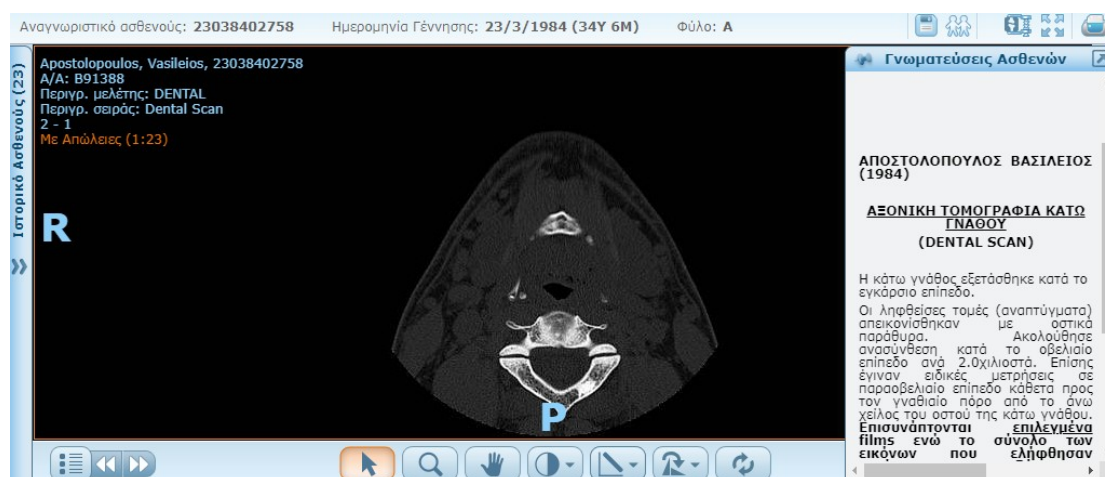 Αναγνωριστικό ασθενούς: 23038402758 Ημερομηνία Γέννησης: 23/3/1984 (34Y 6M) Φύλο: A
Ιστορικό Ασθενούς (23)
Apostolopoulos, Vasileios, 23038402758
A/A: B91388
Περιγρ. μελέτης: DENTAL
Περιγρ. σειράς: Dental Scan
2 - 1
Με Απώλειες (1:23)
R
P
Γνωματεύσεις Ασθενών
ΑΠΟΣΤΟΛΟΠΟΥΛΟΣ ΒΑΣΙΛΕΙΟΣ
(1984)
ΑΞΟΝΙΚΗ ΤΟΜΟΓΡΑΦΙΑ ΚΑΤΩ
ΓΝΑΘΟΥ
(DENTAL SCAN)
Η κάτω γνάθος εξετάσθηκε κατά το
εγκάρσιο επίπεδο.
Οι ληφθείσες τομές (αναπτύγματα)
απεικονίσθηκαν με οστικά
παράθυρα. Ακολούθησε
ανασύνθεση κατά το οβελιαίο
επίπεδο ανά 2.0χιλιοστά. Επίσης
έγιναν ειδικές μετρήσεις σε
παραοβελιαίο επίπεδο κάθετα προς
τον γναθιαίο πόρο από το άνω
χείλος του οστού της κάτω γνάθου.
Επισυνάπτονται επιλεγμένα
films ενώ το σύνολο των
εικόνων που ελήφθησαν